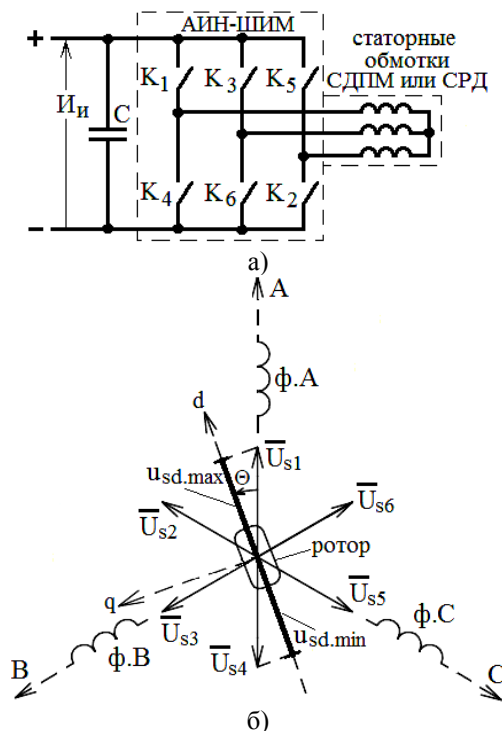 АИН-ШИМ
статорные
обмотки
СДПМ или СРД
+
K1 K3 K5
Ии C
K4 K6 K2
−
а)
A
ф.А
d
Θ
Us1
usd.max
Us2
Us6
ротор
q
Us3
Us5
usd.min
ф.В
Us4
ф.С
B
C
б)